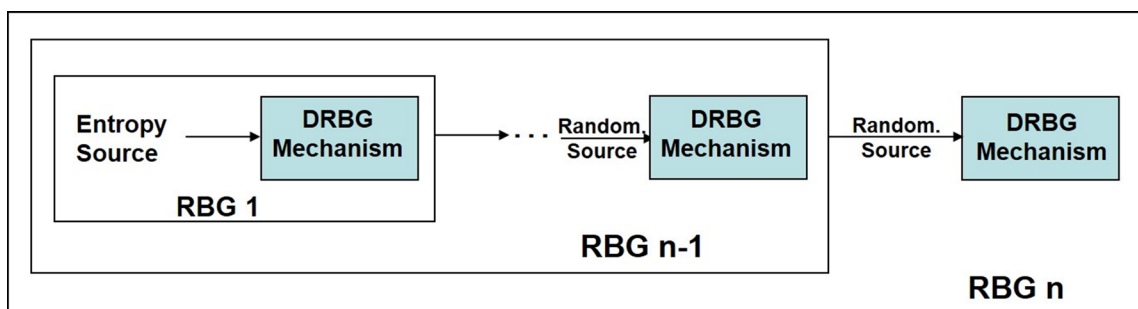 Entropy
Source
DRBG
Mechanism
RBG 1
. . .
Random.
Source
DRBG
Mechanism
RBG n-1
Random.
Source
DRBG
Mechanism
RBG n